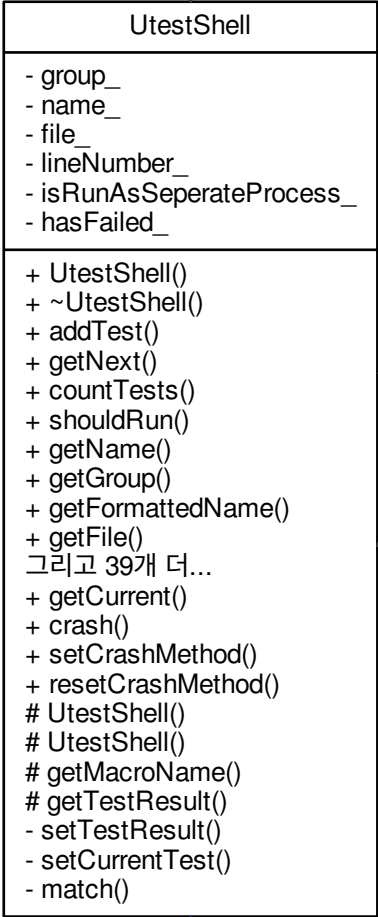 UtestShell
- group_
- name_
- file_
- lineNumber_
- isRunAsSeperateProcess_
- hasFailed_
+ UtestShell()
+ ~UtestShell()
+ addTest()
+ getNext()
+ countTests()
+ shouldRun()
+ getName()
+ getGroup()
+ getFormattedName()
+ getFile()
그리고 39개 더...
+ getCurrent()
+ crash()
+ setCrashMethod()
+ resetCrashMethod()
# UtestShell()
# UtestShell()
# getMacroName()
# getTestResult()
- setTestResult()
- setCurrentTest()
- match()